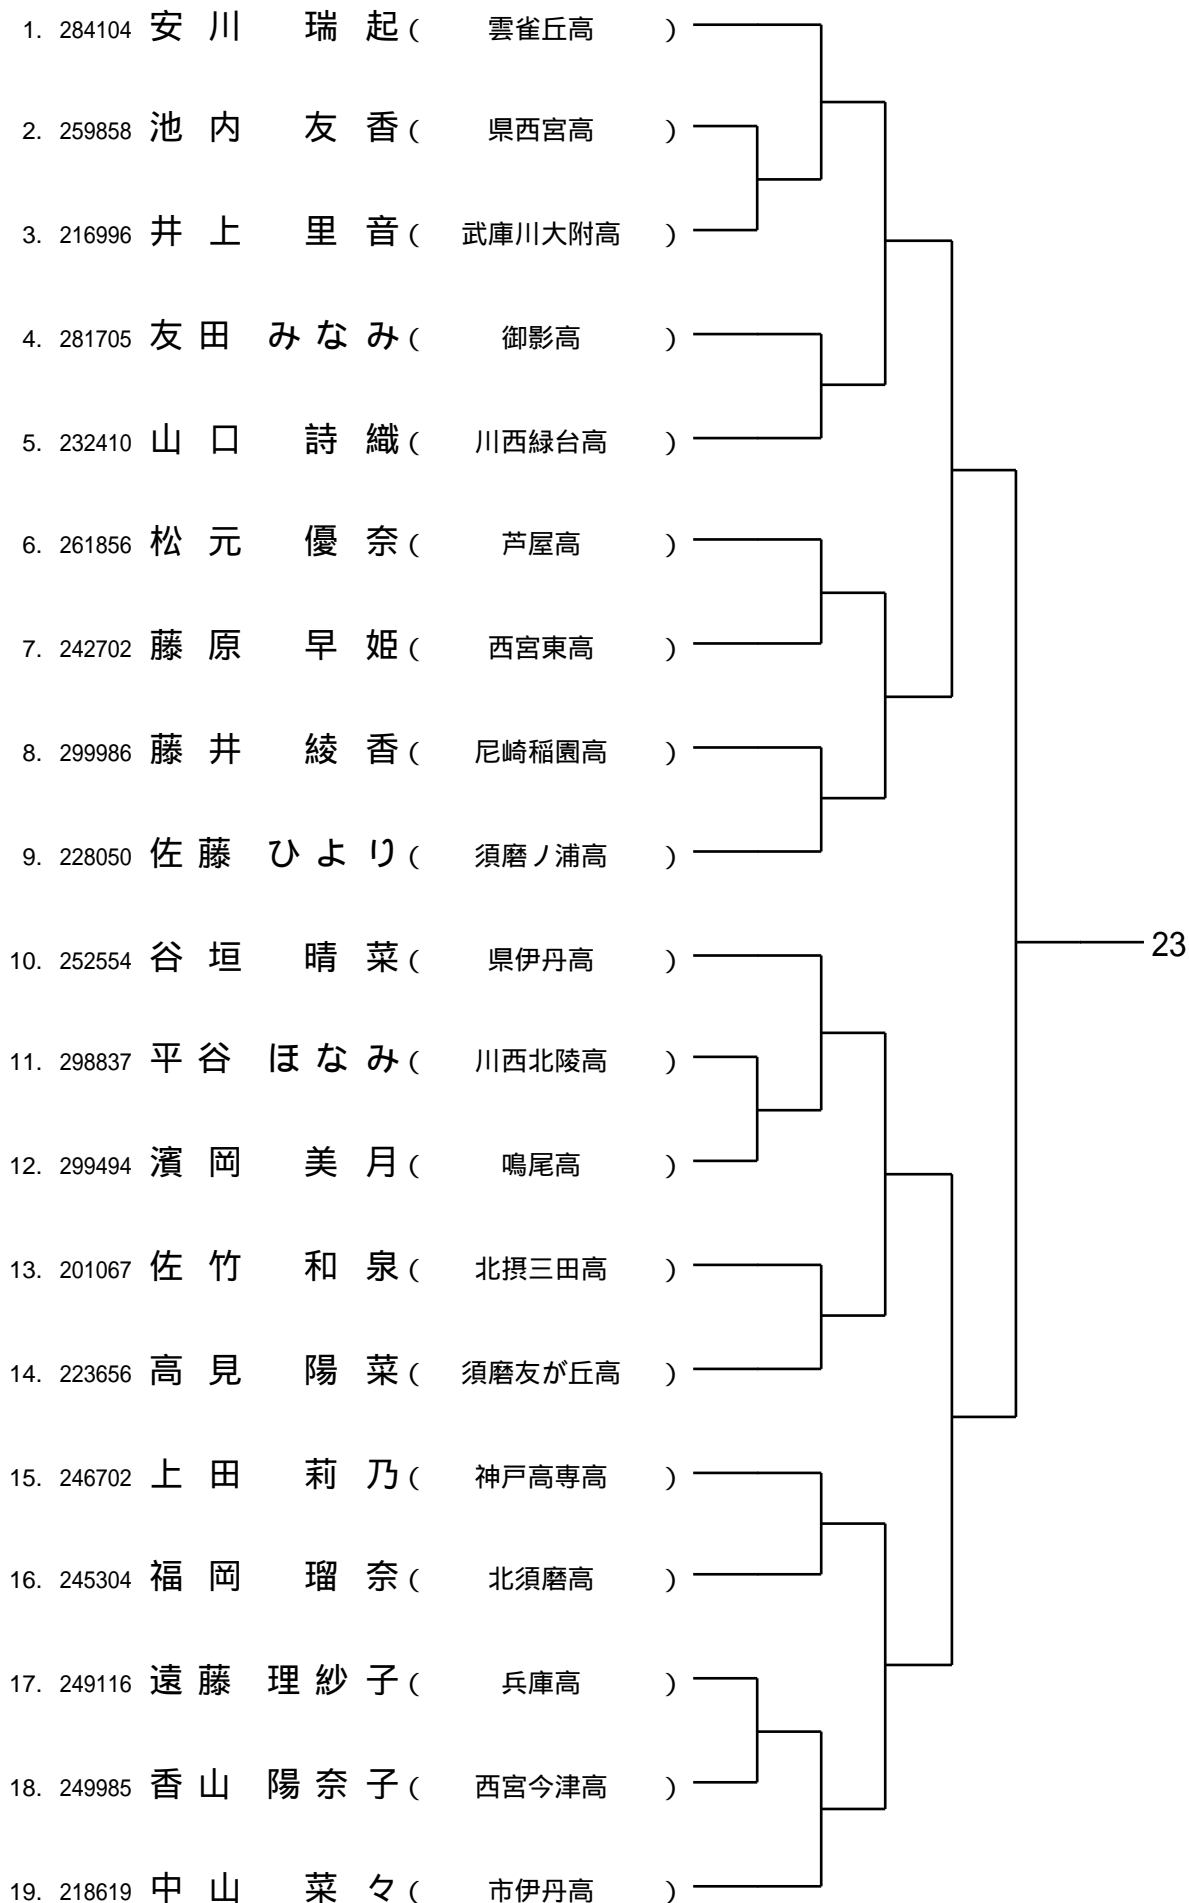 1. 284104 安川 瑞起 ( 雲雀丘高 )
2. 259858 池内 友香 ( 県西宮高 )
3. 216996 井上 里音 ( 武庫川大附高 )
4. 281705 友田 みなみ ( 御影高 )
5. 232410 山口 詩織 ( 川西緑台高 )
6. 261856 松元 優奈 ( 芦屋高 )
7. 242702 藤原 早姫 ( 西宮東高 )
8. 299986 藤井 綾香 ( 尼崎稲園高 )
9. 228050 佐藤 ひより ( 須磨ノ浦高 )
23
10. 252554 谷垣 晴菜 ( 県伊丹高 )
11. 298837 平谷 ほなみ ( 川西北陵高 )
12. 299494 濱岡 美月 ( 鳴尾高 )
13. 201067 佐竹 和泉 ( 北摂三田高 )
14. 223656 高見 陽菜 ( 須磨友が丘高 )
15. 246702 上田 莉乃 ( 神戸高専高 )
16. 245304 福岡 瑠奈 ( 北須磨高 )
17. 249116 遠藤 理紗子 ( 兵庫高 )
18. 249985 香山 陽奈子 ( 西宮今津高 )
19. 218619 中山 菜々 ( 市伊丹高 )